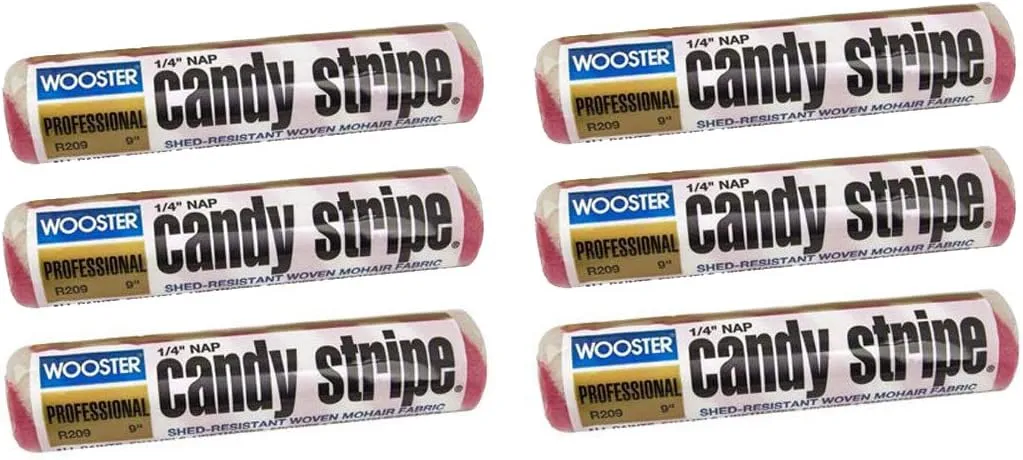 1/4" NAP
WOOSTER
candy stripe®
PROFESSIONAL
R209 9"
SHED-RESISTANT WOVEN MOHAIR FABRIC
1/4" NAP
WOOSTER
candy stripe®
PROFESSIONAL
R209 9"
SHED-RESISTANT WOVEN MOHAIR FABRIC
1/4" NAP
WOOSTER
candy stripe®
PROFESSIONAL
R209 9"
SHED-RESISTANT WOVEN MOHAIR FABRIC
1/4" NAP
WOOSTER
candy stripe®
PROFESSIONAL
R209 9"
SHED-RESISTANT WOVEN MOHAIR FABRIC
1/4" NAP
WOOSTER
candy stripe®
PROFESSIONAL
R209 9"
SHED-RESISTANT WOVEN MOHAIR FABRIC
1/4" NAP
WOOSTER
candy stripe®
PROFESSIONAL
R209 9"
SHED-RESISTANT WOVEN MOHAIR FABRIC